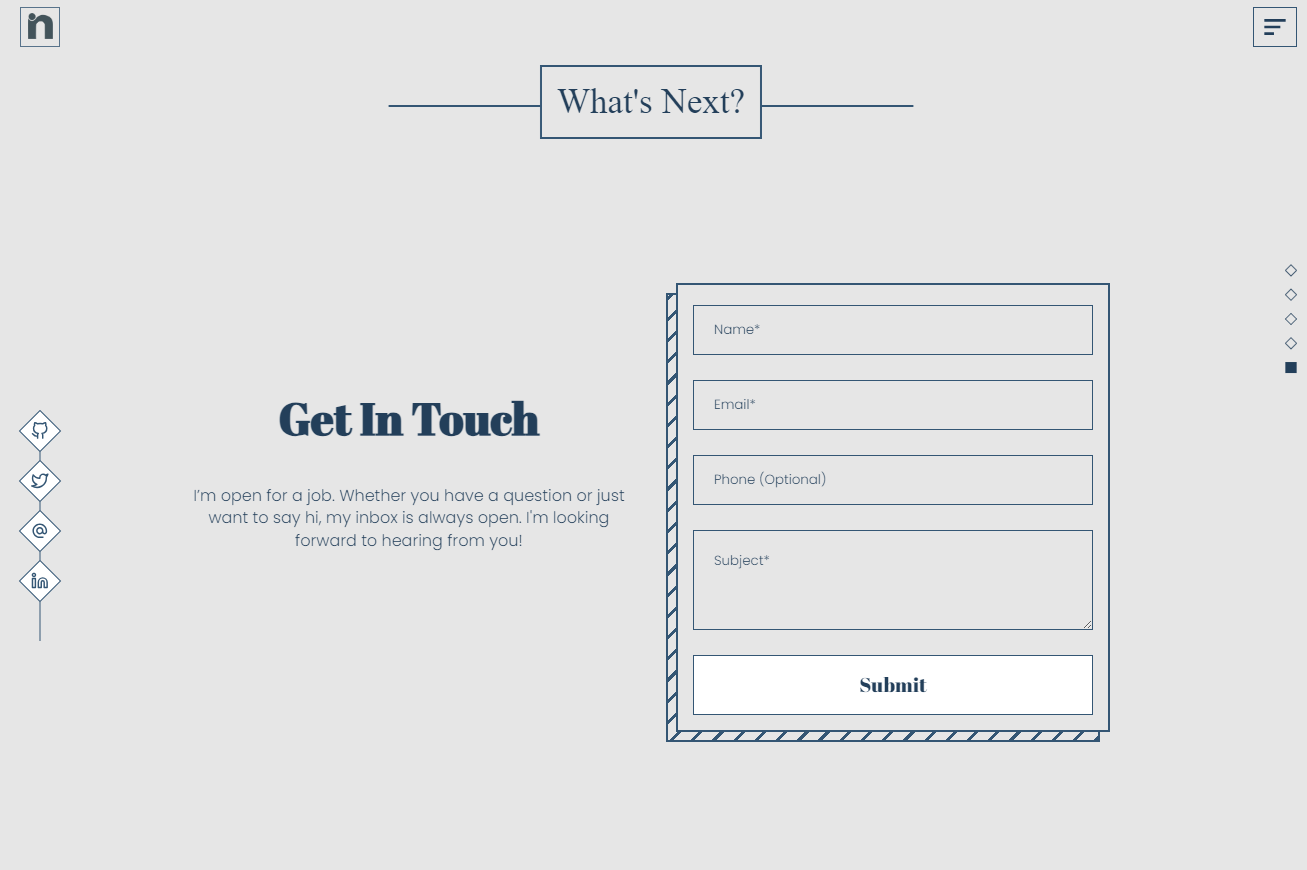 n
What's Next?
Get In Touch
I'm open for a job. Whether you have a question or just
want to say hi, my inbox is always open. I'm looking
forward to hearing from you!
Name*
Email*
Phone (Optional)
Subject*
Submit